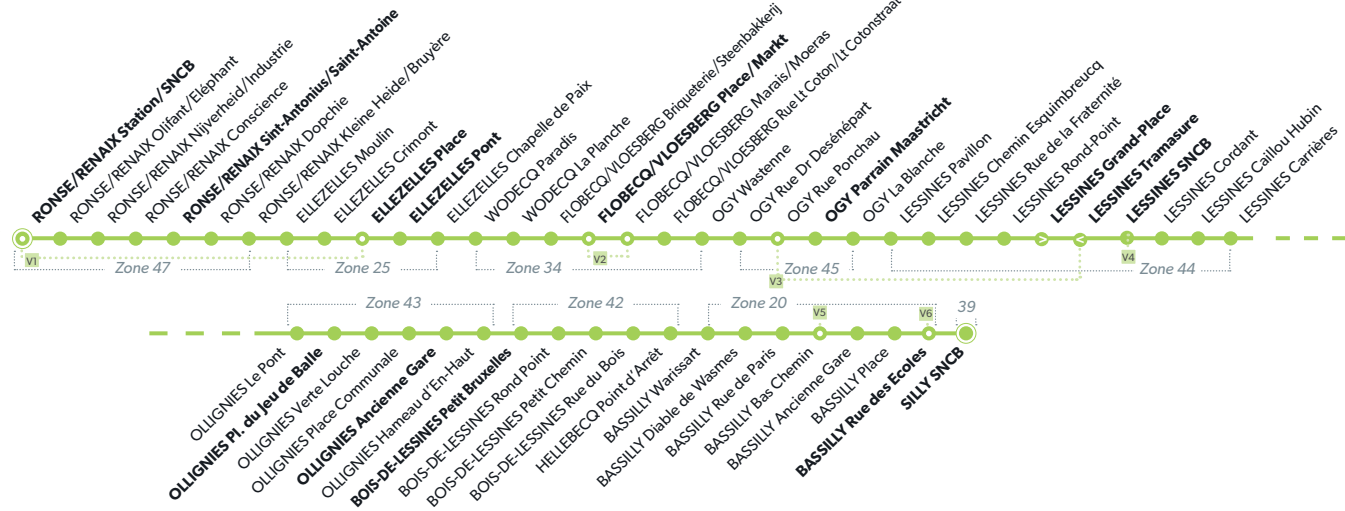 RONSE/RENAIX Station/SNCB
RONSE/RENAIX Olifant/Eléphant
RONSE/RENAIX Nijverheid/Industrie
RONSE/RENAIX Conscience
RONSE/RENAIX Sint-Antonius/Saint-Antoine
RONSE/RENAIX Dopchie
RONSE/RENAIX Kleine Heide/Bruyère
ELLEZELLES Moulin
ELLEZELLES Crimont
ELLEZELLES Place
ELLEZELLES Pont
ELLEZELLES Chapelle de Paix
WODECQ Paradis
WODECQ La Planche
FLOBECQ/VLOESBERG Briqueterie/Steenbakkerij
FLOBECQ/VLOESBERG Place/Markt
FLOBECQ/VLOESBERG Marais/Moeras
FLOBECQ/VLOESBERG Rue Lt Coton/Lt Cotonstraat
OGY Wastenne
OGY Rue Dr Desénépart
OGY Rue Ponchau
OGY Parrain Maastricht
OGY La Blanche
LESSINES Pavillon
LESSINES Chemin Esquimbreucq
LESSINES Rue de la Fraternité
LESSINES Rond-Point
LESSINES Grand-Place
LESSINES Tramasure
LESSINES SNCB
LESSINES Cordant
LESSINES Caillou Hubin
LESSINES Carrières
V1
V2
V3
V4
Zone 47
Zone 25
Zone 34
Zone 45
Zone 44
Zone 43
Zone 42
Zone 20
39
V5
V6
OLLIGNIES Le Pont
OLLIGNIES Pl. du Jeu de Balle
OLLIGNIES Verte Louche
OLLIGNIES Place Communale
OLLIGNIES Ancienne Gare
OLLIGNIES Hameau d'En-Haut
BOIS-DE-LESSINES Petit Bruxelles
BOIS-DE-LESSINES Rond Point
BOIS-DE-LESSINES Petit Chemin
BOIS-DE-LESSINES Rue du Bois
HELLEBECQ Point d'Arrêt
BASSILLY Warissart
BASSILLY Diable de Wasmes
BASSILLY Rue de Paris
BASSILLY Bas Chemin
BASSILLY Ancienne Gare
BASSILLY Place
BASSILLY Rue des Ecoles
SILLY SNCB